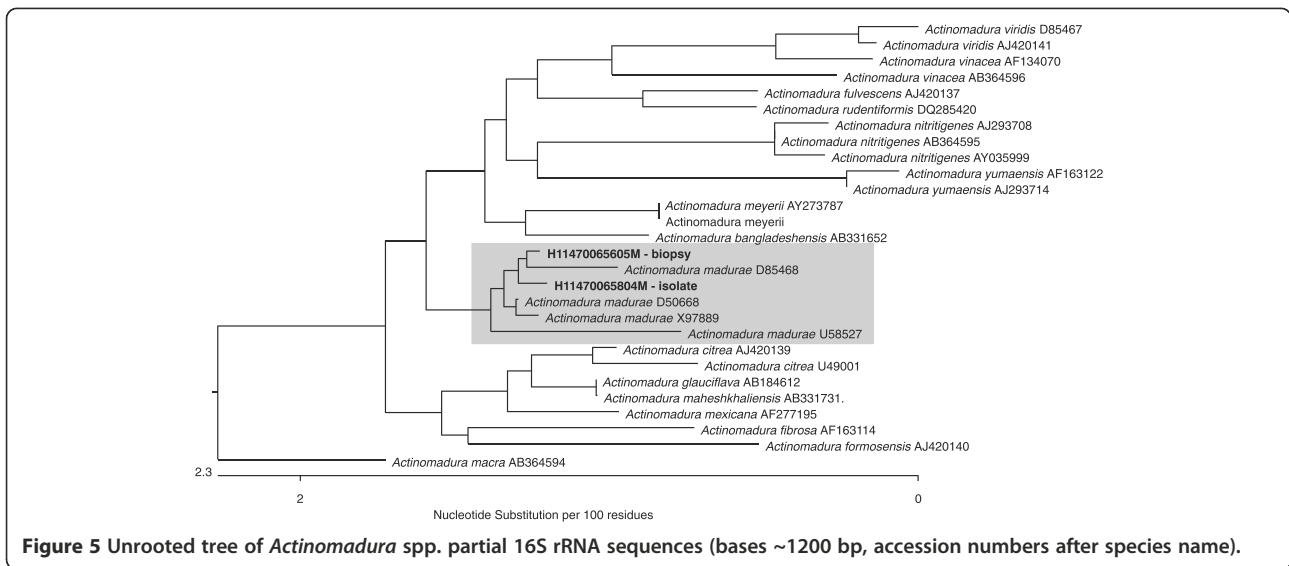 Actinomadura viridis D85467
Actinomadura viridis AJ420141
Actinomadura vinacea AF134070
Actinomadura vinacea AB364596
Actinomadura fulvescens AJ420137
Actinomadura rudentiformis DQ285420
Actinomadura nitritigenes AJ293708
Actinomadura nitritigenes AB364595
Actinomadura nitritigenes AY035999
Actinomadura yumaensis AF163122
Actinomadura yumaensis AJ293714
Actinomadura meyerii AY273787
Actinomadura meyerii
Actinomadura bangladeshensis AB331652
H11470065605M - biopsy
Actinomadura madurae D85468
H11470065804M - isolate
Actinomadura madurae D50668
Actinomadura madurae X97889
Actinomadura madurae U58527
Actinomadura citrea AJ420139
Actinomadura citrea U49001
Actinomadura glauciflava AB184612
Actinomadura maheshkhaliensis AB331731.
Actinomadura mexicana AF277195
Actinomadura fibrosa AF163114
Actinomadura formosensis AJ420140
Actinomadura macra AB364594
2.3
2 0
Nucleotide Substitution per 100 residues
Figure 5 Unrooted tree of Actinomadura spp. partial 16S rRNA sequences (bases ~1200 bp, accession numbers after species name).